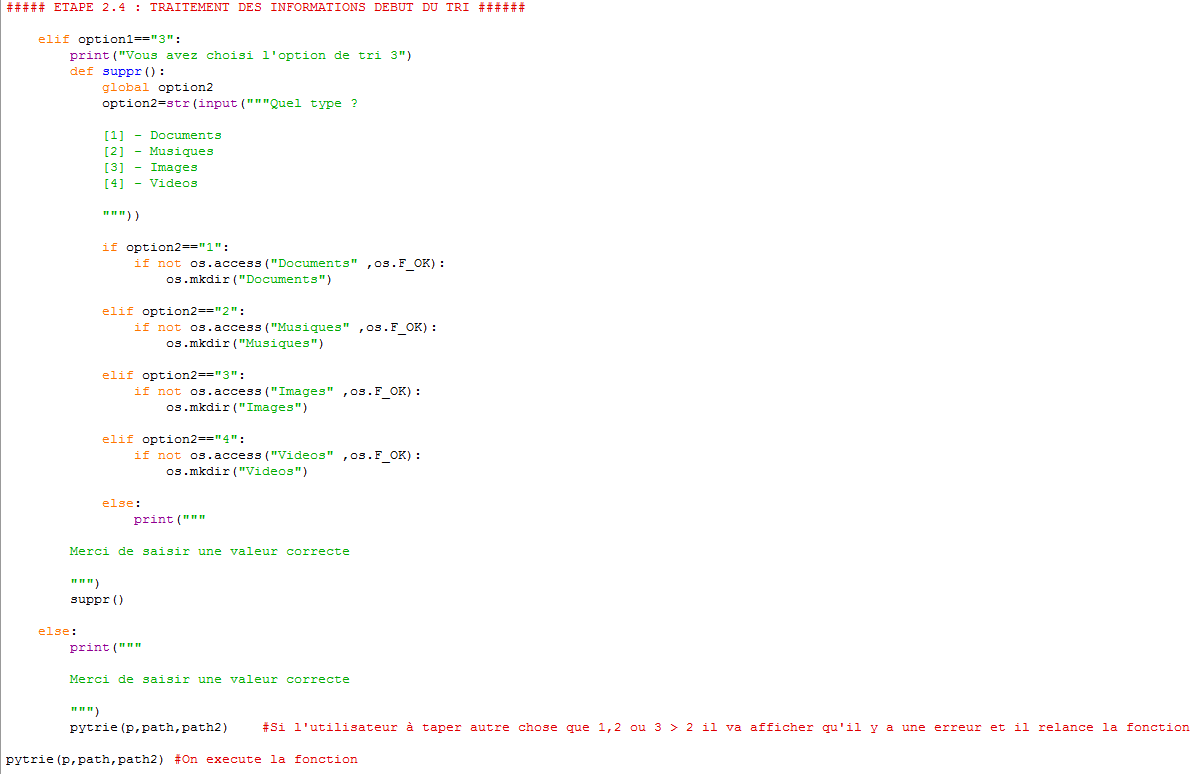 ##### ETAPE 2.4 : TRAITEMENT DES INFORMATIONS DEBUT DU TRI ######
elif option1=="3":
print("Vous avez choisi l'option de tri 3")
def suppr():
global option2
option2=str(input("""Quel type ?
[1] - Documents
[2] - Musiques
[3] - Images
[4] - Videos
"""))
if option2=="1":
if not os.access("Documents" ,os.F_OK):
os.mkdir("Documents")
elif option2=="2":
if not os.access("Musiques" ,os.F_OK):
os.mkdir("Musiques")
elif option2=="3":
if not os.access("Images" ,os.F_OK):
os.mkdir("Images")
elif option2=="4":
if not os.access("Videos" ,os.F_OK):
os.mkdir("Videos")
else:
print("""
Merci de saisir une valeur correcte
""")
suppr()
else:
print("""
Merci de saisir une valeur correcte
""")
pytrie(p,path,path2)    #Si l'utilisateur à taper autre chose que 1,2 ou 3 > 2 il va afficher qu'il y a une erreur et il relance la fonction
pytrie(p,path,path2) #On execute la fonction